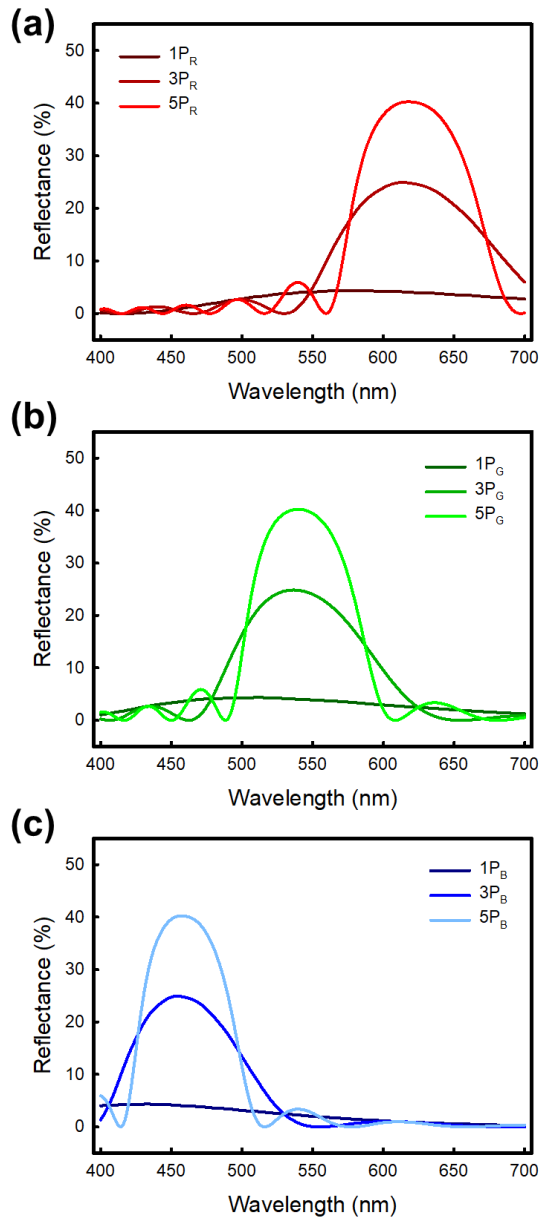 (a)
50
40
30
20
10
0
Reflectance (%)
1P_R
3P_R
5P_R
400 450 500 550 600 650 700
Wavelength (nm)
(b)
50
40
30
20
10
0
Reflectance (%)
1P_G
3P_G
5P_G
400 450 500 550 600 650 700
Wavelength (nm)
(c)
50
40
30
20
10
0
Reflectance (%)
1P_B
3P_B
5P_B
400 450 500 550 600 650 700
Wavelength (nm)